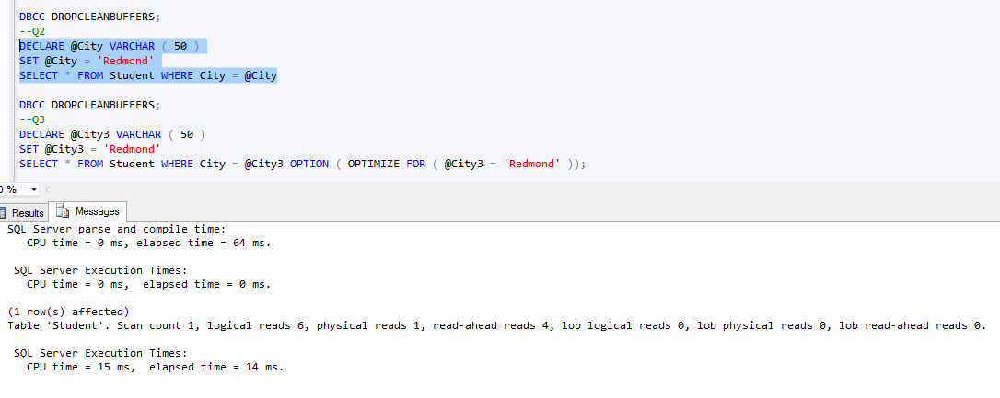 DBCC DROPCLEANBUFFERS;
--Q2
DECLARE @City VARCHAR ( 50 )
SET @City = 'Redmond'
SELECT * FROM Student WHERE City = @City
DBCC DROPCLEANBUFFERS;
--Q3
DECLARE @City3 VARCHAR ( 50 )
SET @City3 = 'Redmond'
SELECT * FROM Student WHERE City = @City3 OPTION ( OPTIMIZE FOR ( @City3 = 'Redmond' ));
0 %
Results Messages
SQL Server parse and compile time:
CPU time = 0 ms, elapsed time = 64 ms.
SQL Server Execution Times:
CPU time = 0 ms,  elapsed time = 0 ms.
(1 row(s) affected)
Table 'Student'. Scan count 1, logical reads 6, physical reads 1, read-ahead reads 4, lob logical reads 0, lob physical reads 0, lob read-ahead reads 0.
SQL Server Execution Times:
CPU time = 15 ms,  elapsed time = 14 ms.